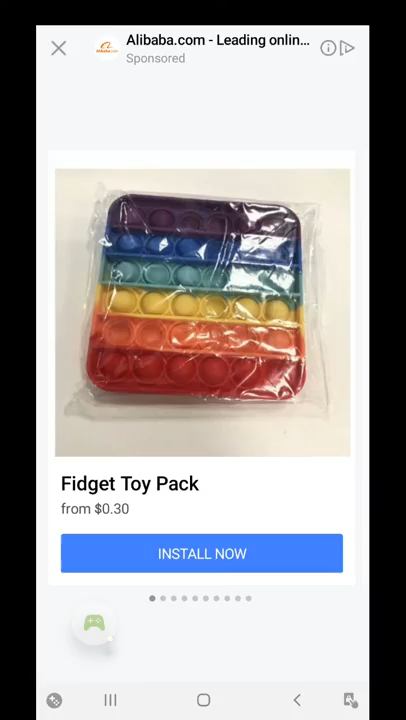 Alibaba.com - Leading onlin...
Sponsored
Fidget Toy Pack
from $0.30
INSTALL NOW